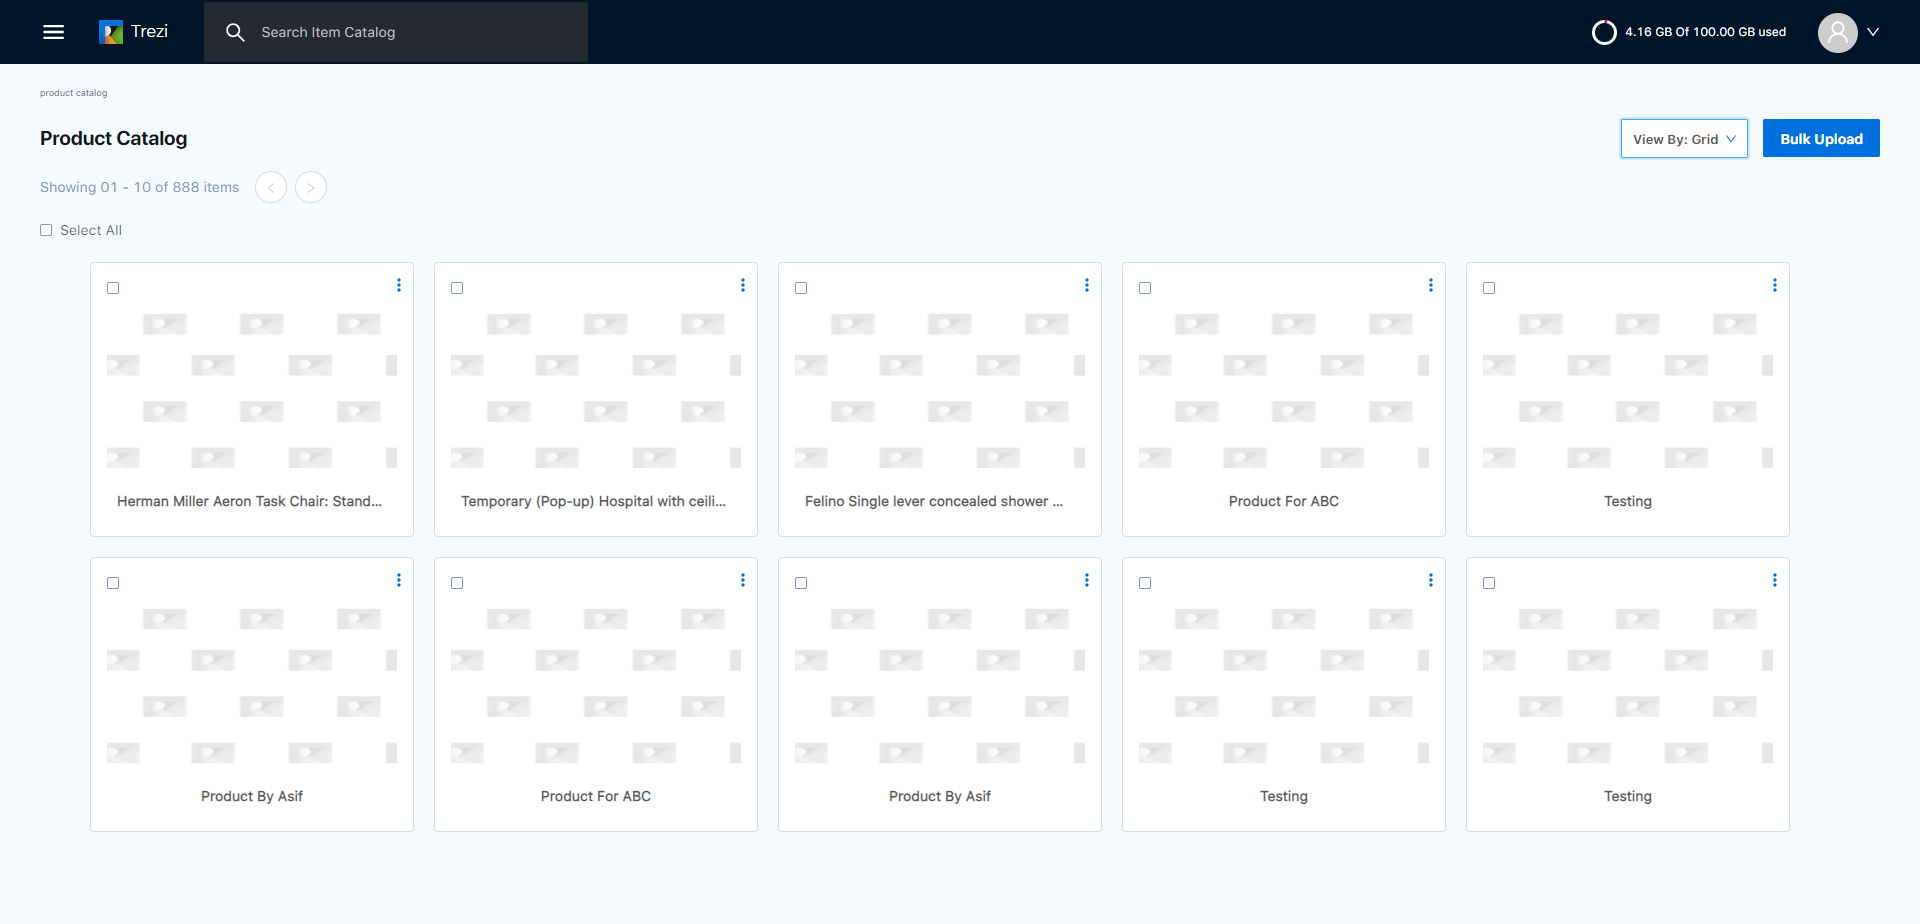 Trezi
Search Item Catalog
4.16 GB Of 100.00 GB used
product catalog
Product Catalog
View By: Grid
Bulk Upload
Showing 01 - 10 of 888 items
Select All
Herman Miller Aeron Task Chair: Stand...
Temporary (Pop-up) Hospital with ceili...
Felino Single lever concealed shower ...
Product For ABC
Testing
Product By Asif
Product For ABC
Product By Asif
Testing
Testing